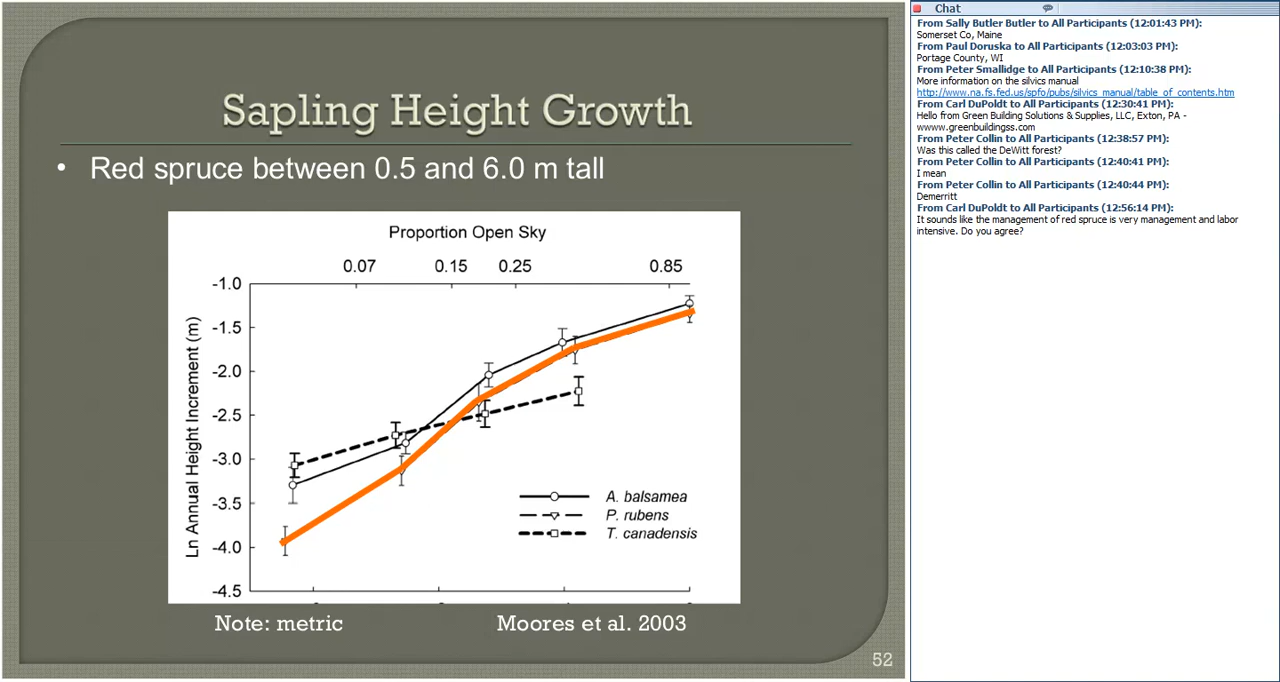 Sapling Height Growth
• Red spruce between 0.5 and 6.0 m tall
Proportion Open Sky
0.07 0.15 0.25 0.85
-1.0
-1.5
-2.0
-2.5
-3.0
-3.5
-4.0
-4.5
Ln Annual Height Increment (m)
A. balsamea
P. rubens
T. canadensis
Note: metric
Moores et al. 2003
52
Chat
From Sally Butler Butler to All Participants (12:01:43 PM):
Somerset Co, Maine
From Paul Doruska to All Participants (12:03:03 PM):
Portage County, WI
From Peter Smallidge to All Participants (12:10:38 PM):
More information on the silvics manual
http://www.na.fs.fed.us/spfo/pubs/silvics_manual/table_of_contents.htm
From Carl DuPoldt to All Participants (12:30:41 PM):
Hello from Green Building Solutions & Supplies, LLC, Exton, PA -
wwww.greenbuildingss.com
From Peter Collin to All Participants (12:38:57 PM):
Was this called the DeWitt forest?
From Peter Collin to All Participants (12:40:41 PM):
I mean
From Peter Collin to All Participants (12:40:44 PM):
Demerritt
From Carl DuPoldt to All Participants (12:56:14 PM):
It sounds like the management of red spruce is very management and labor
intensive. Do you agree?